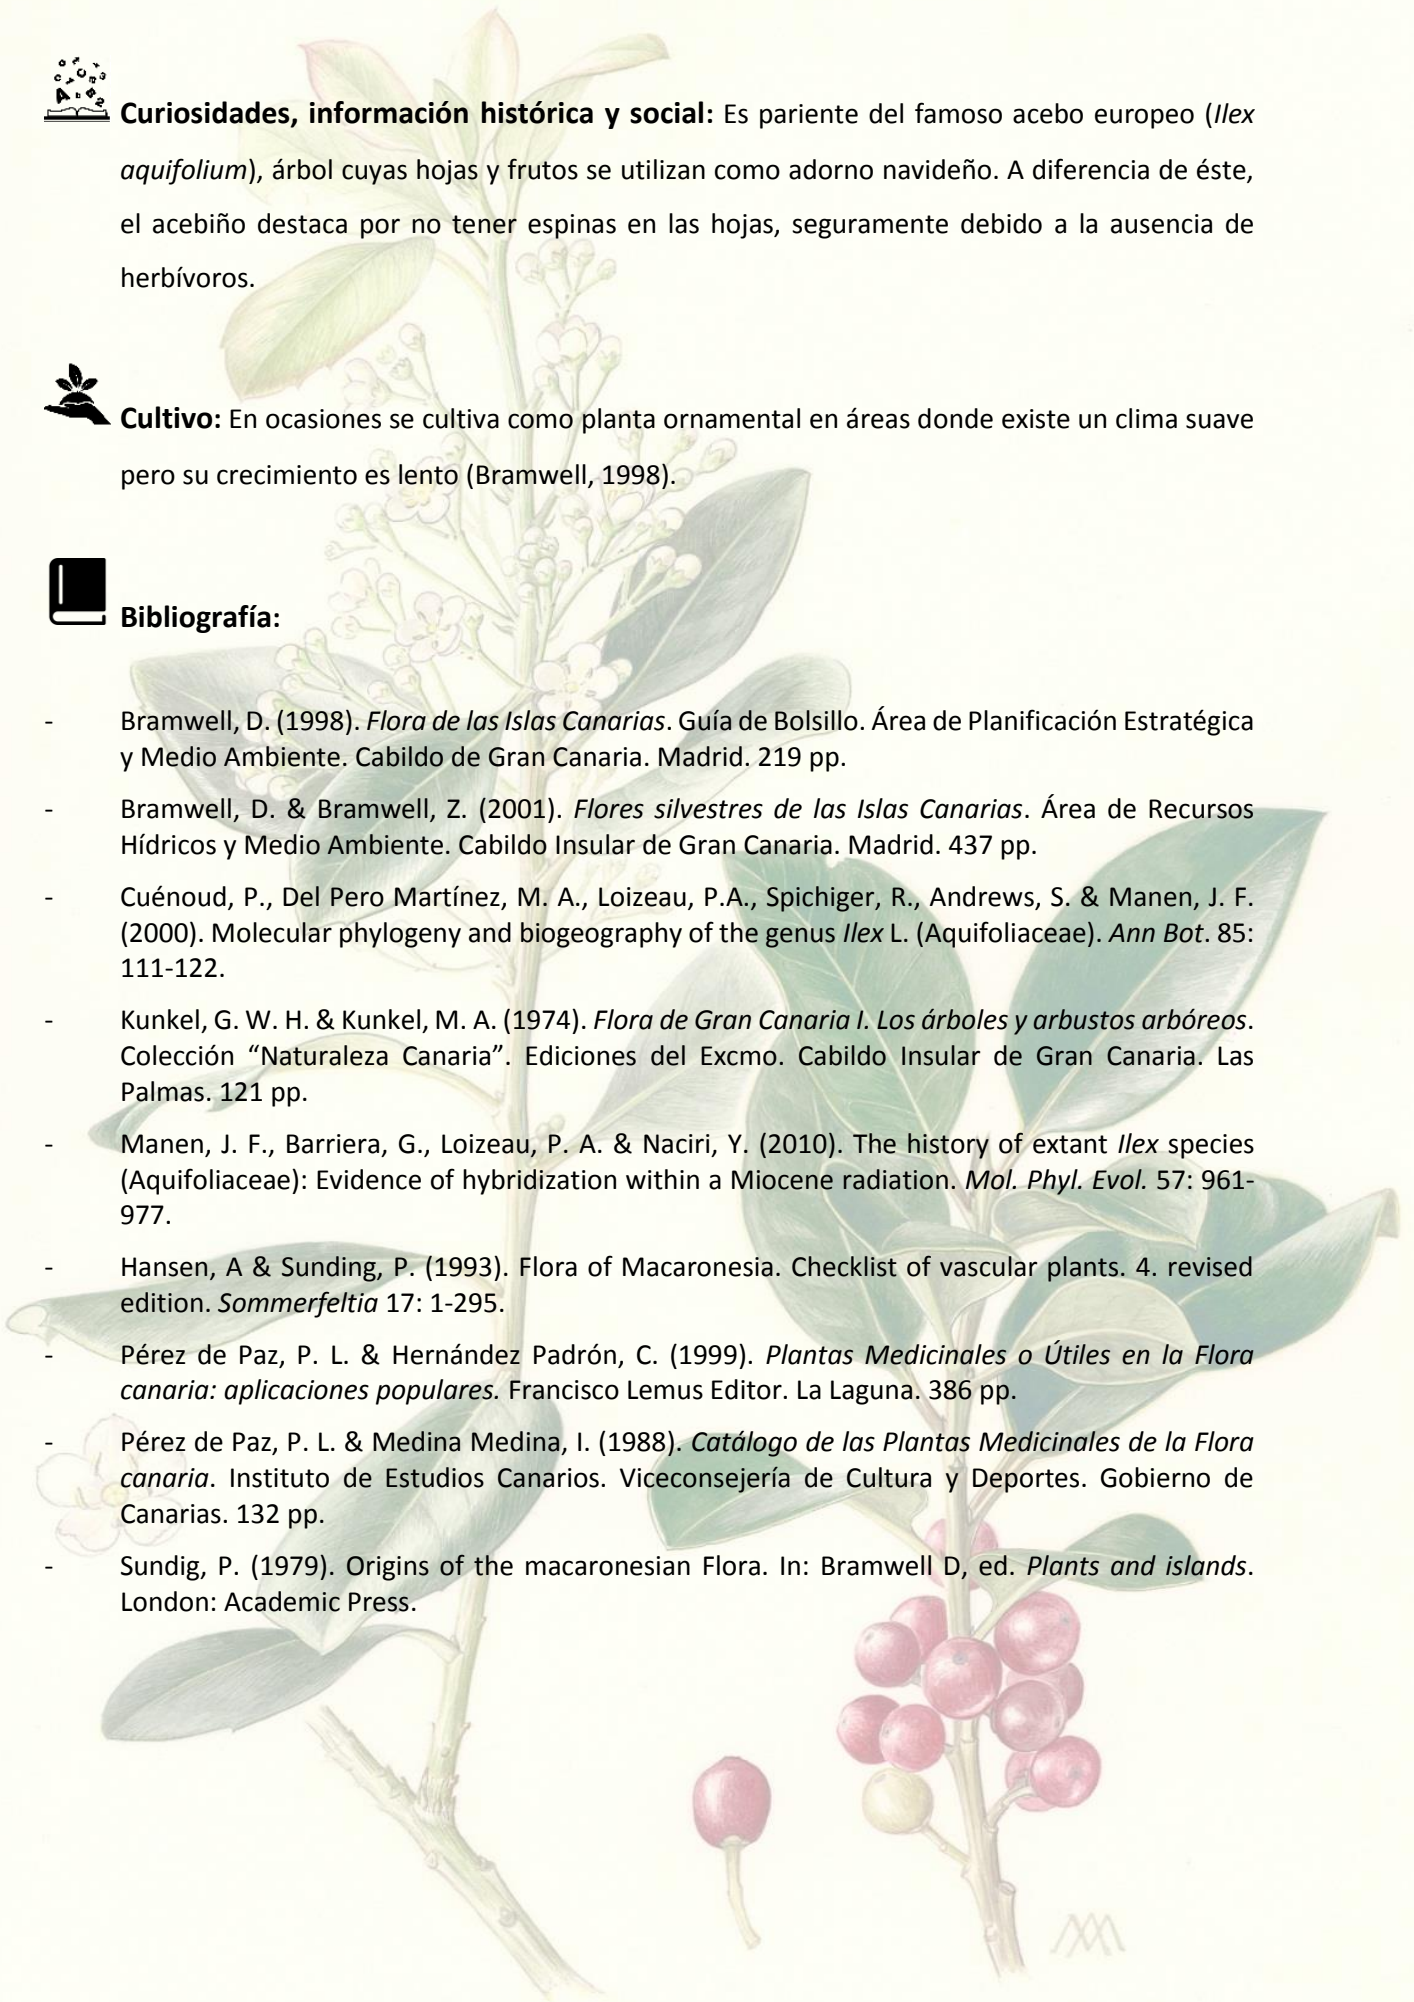 Curiosidades, información histórica y social: Es pariente del famoso acebo europeo (Ilex
aquifolium), árbol cuyas hojas y frutos se utilizan como adorno navideño. A diferencia de éste,
el acebiño destaca por no tener espinas en las hojas, seguramente debido a la ausencia de
herbívoros.
Cultivo: En ocasiones se cultiva como planta ornamental en áreas donde existe un clima suave
pero su crecimiento es lento (Bramwell, 1998).
Bibliografía:
- Bramwell, D. (1998). Flora de las Islas Canarias. Guía de Bolsillo. Área de Planificación Estratégica
y Medio Ambiente. Cabildo de Gran Canaria. Madrid. 219 pp.
- Bramwell, D. & Bramwell, Z. (2001). Flores silvestres de las Islas Canarias. Área de Recursos
Hídricos y Medio Ambiente. Cabildo Insular de Gran Canaria. Madrid. 437 pp.
- Cuénoud, P., Del Pero Martínez, M. A., Loizeau, P.A., Spichiger, R., Andrews, S. & Manen, J. F.
(2000). Molecular phylogeny and biogeography of the genus Ilex L. (Aquifoliaceae). Ann Bot. 85:
111-122.
- Kunkel, G. W. H. & Kunkel, M. A. (1974). Flora de Gran Canaria I. Los árboles y arbustos arbóreos.
Colección “Naturaleza Canaria”. Ediciones del Excmo. Cabildo Insular de Gran Canaria. Las
Palmas. 121 pp.
- Manen, J. F., Barriera, G., Loizeau, P. A. & Naciri, Y. (2010). The history of extant Ilex species
(Aquifoliaceae): Evidence of hybridization within a Miocene radiation. Mol. Phyl. Evol. 57: 961-
977.
- Hansen, A & Sunding, P. (1993). Flora of Macaronesia. Checklist of vascular plants. 4. revised
edition. Sommerfeltia 17: 1-295.
- Pérez de Paz, P. L. & Hernández Padrón, C. (1999). Plantas Medicinales o Útiles en la Flora
canaria: aplicaciones populares. Francisco Lemus Editor. La Laguna. 386 pp.
- Pérez de Paz, P. L. & Medina Medina, I. (1988). Catálogo de las Plantas Medicinales de la Flora
canaria. Instituto de Estudios Canarios. Viceconsejería de Cultura y Deportes. Gobierno de
Canarias. 132 pp.
- Sundig, P. (1979). Origins of the macaronesian Flora. In: Bramwell D, ed. Plants and islands.
London: Academic Press.